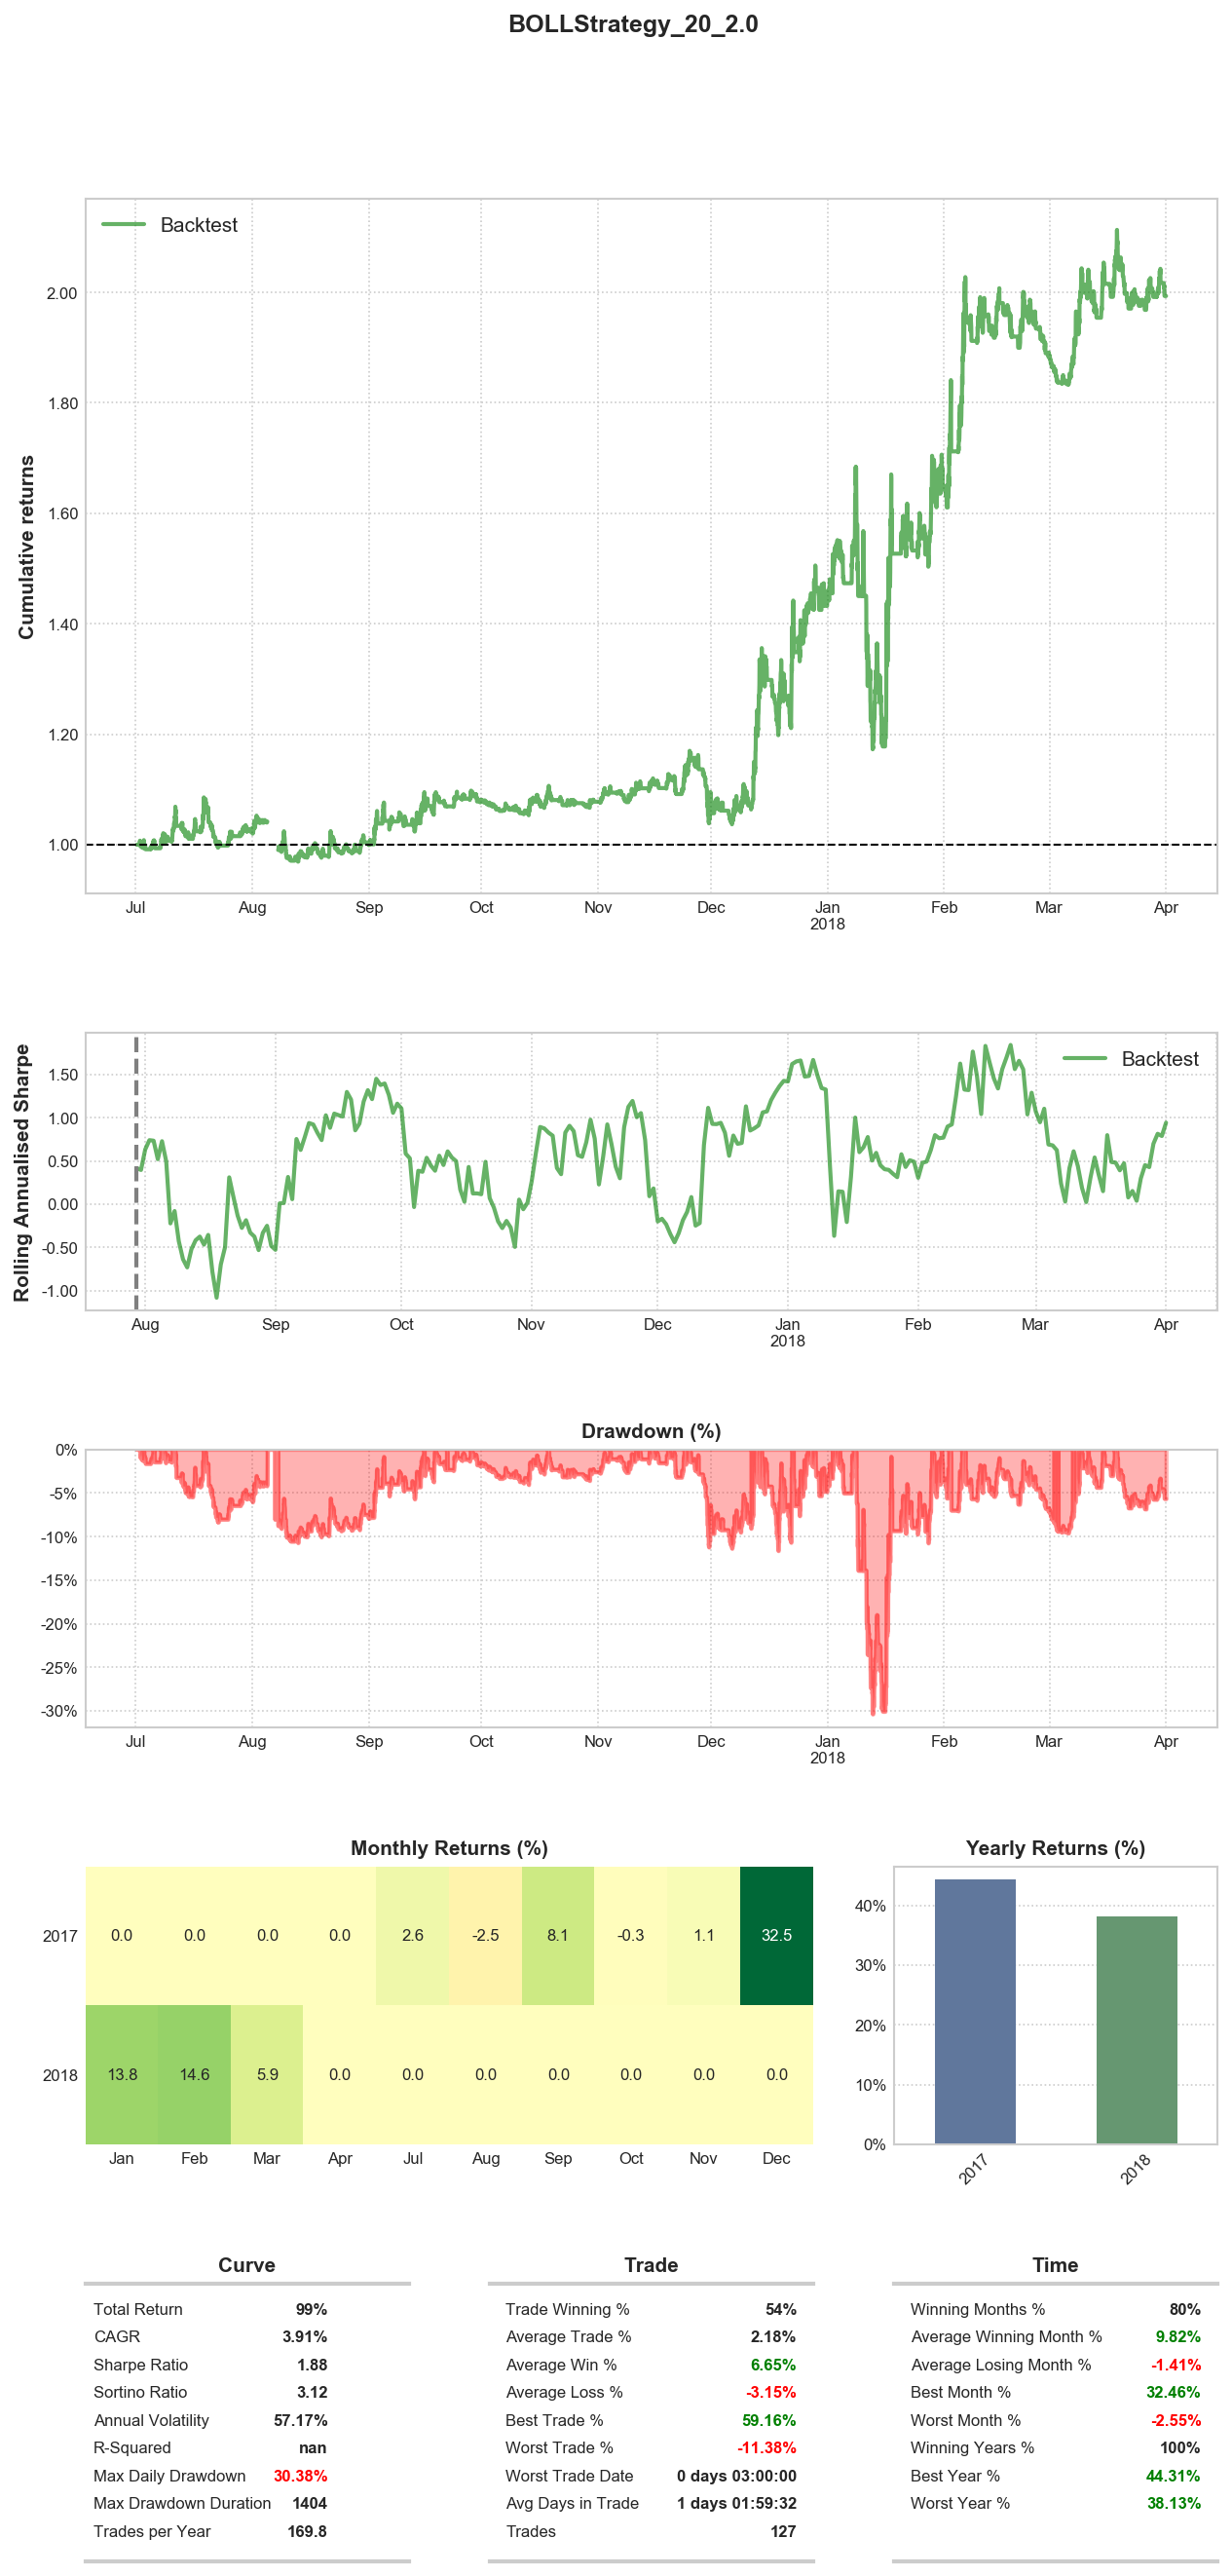 BOLLStrategy_20_2.0
Backtest
Cumulative returns
2.00
1.80
1.60
1.40
1.20
1.00
Jul Aug Sep Oct Nov Dec Jan Feb Mar Apr
2018
Backtest
Rolling Annualised Sharpe
1.50
1.00
0.50
0.00
-0.50
-1.00
Aug Sep Oct Nov Dec Jan Feb Mar Apr
2018
Drawdown (%)
0%
-5%
-10%
-15%
-20%
-25%
-30%
Jul Aug Sep Oct Nov Dec Jan Feb Mar Apr
2018
Monthly Returns (%)
2017 0.0 0.0 0.0 0.0 2.6 -2.5 8.1 -0.3 1.1 32.5
2018 13.8 14.6 5.9 0.0 0.0 0.0 0.0 0.0 0.0 0.0
Jan Feb Mar Apr Jul Aug Sep Oct Nov Dec
Yearly Returns (%)
40%
30%
20%
10%
0%
2017 2018
Curve
Total Return 99%
CAGR 3.91%
Sharpe Ratio 1.88
Sortino Ratio 3.12
Annual Volatility 57.17%
R-Squared nan
Max Daily Drawdown 30.38%
Max Drawdown Duration 1404
Trades per Year 169.8
Trade
Trade Winning % 54%
Average Trade % 2.18%
Average Win % 6.65%
Average Loss % -3.15%
Best Trade % 59.16%
Worst Trade % -11.38%
Worst Trade Date 0 days 03:00:00
Avg Days in Trade 1 days 01:59:32
Trades 127
Time
Winning Months % 80%
Average Winning Month % 9.82%
Average Losing Month % -1.41%
Best Month % 32.46%
Worst Month % -2.55%
Winning Years % 100%
Best Year % 44.31%
Worst Year % 38.13%